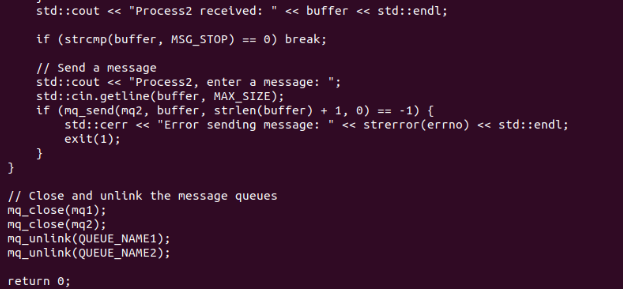 std::cout << "Process2 received: " << buffer << std::endl;
if (strcmp(buffer, MSG_STOP) == 0) break;
// Send a message
std::cout << "Process2, enter a message: ";
std::cin.getline(buffer, MAX_SIZE);
if (mq_send(mq2, buffer, strlen(buffer) + 1, 0) == -1) {
std::cerr << "Error sending message: " << strerror(errno) << std::endl;
exit(1);
}
}
// Close and unlink the message queues
mq_close(mq1);
mq_close(mq2);
mq_unlink(QUEUE_NAME1);
mq_unlink(QUEUE_NAME2);
return 0;